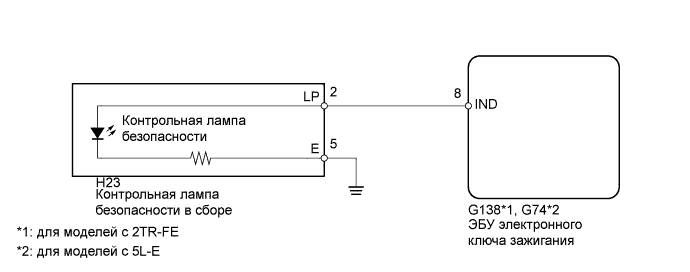 LP 2
8
IND
Контрольная лампа
безопасности
E 5
H23
Контрольная лампа
безопасности в сборе
G138*1, G74*2
ЭБУ электронного
ключа зажигания
*1: для моделей с 2TR-FE
*2: для моделей с 5L-E